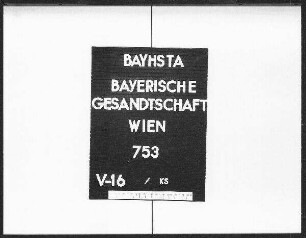 BAYHSTA
BAYERISCHE
GESANDTSCHAFT
WIEN
753
V-16 / KS